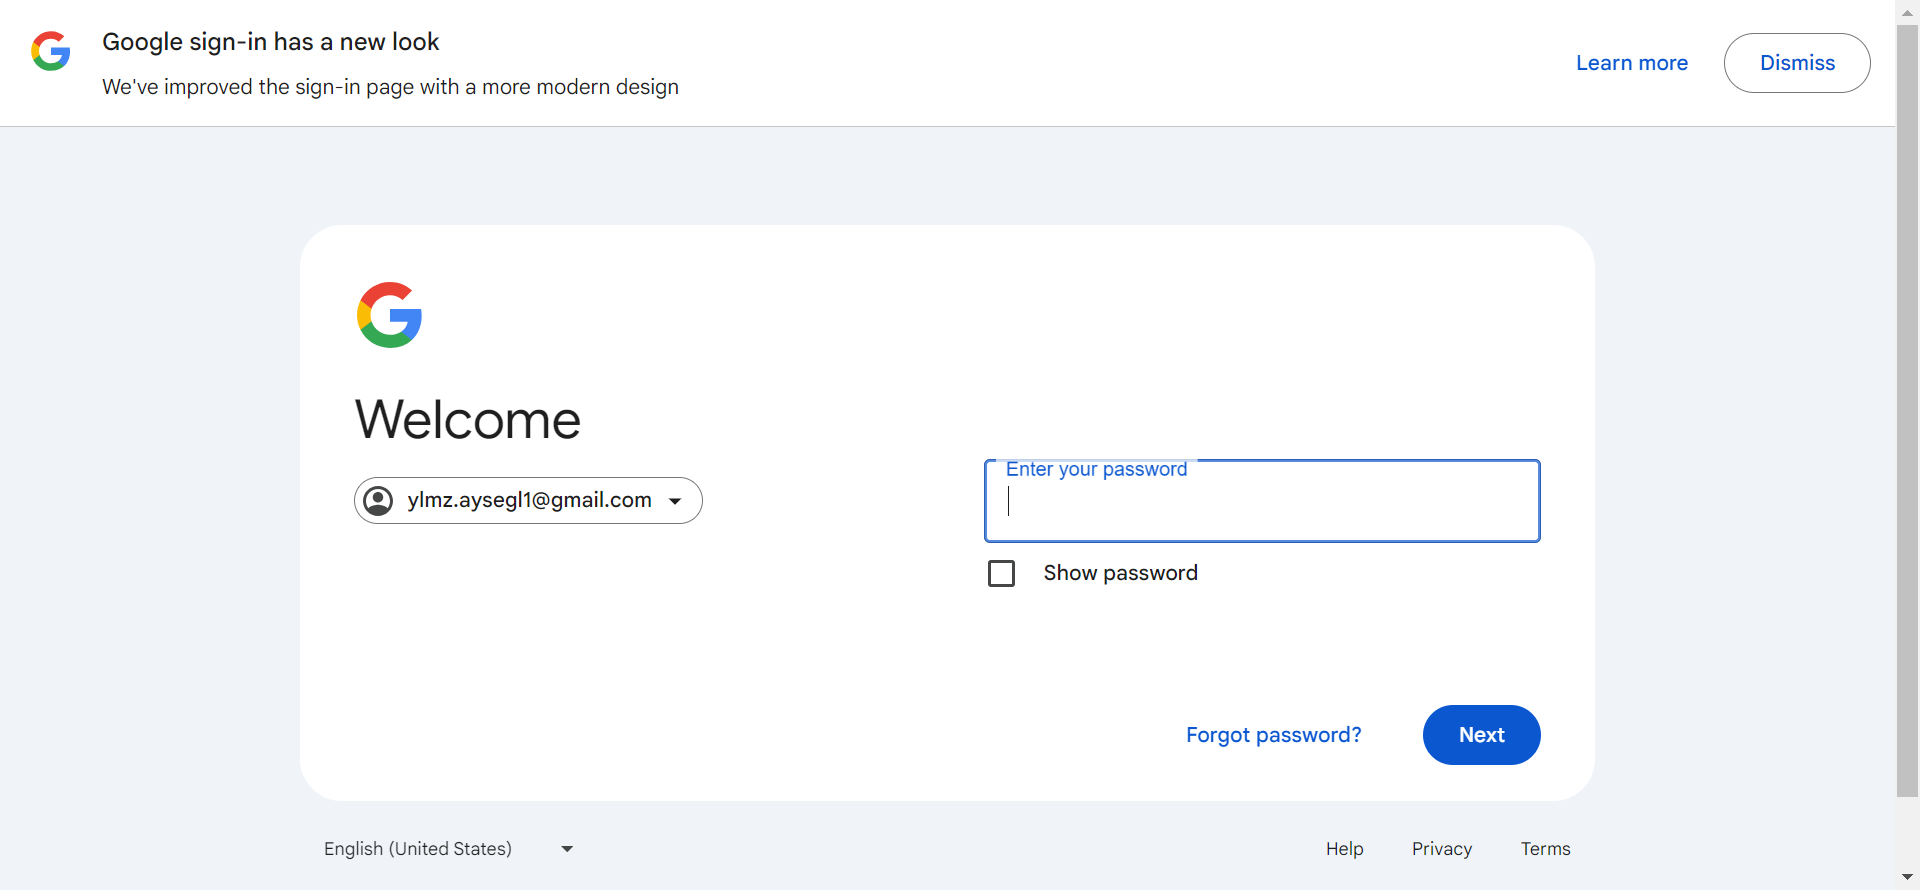 Google sign-in has a new look
We've improved the sign-in page with a more modern design
Learn more
Dismiss
Welcome
ylmz.aysegl1@gmail.com
Enter your password
Show password
Forgot password?
Next
English (United States)
Help
Privacy
Terms